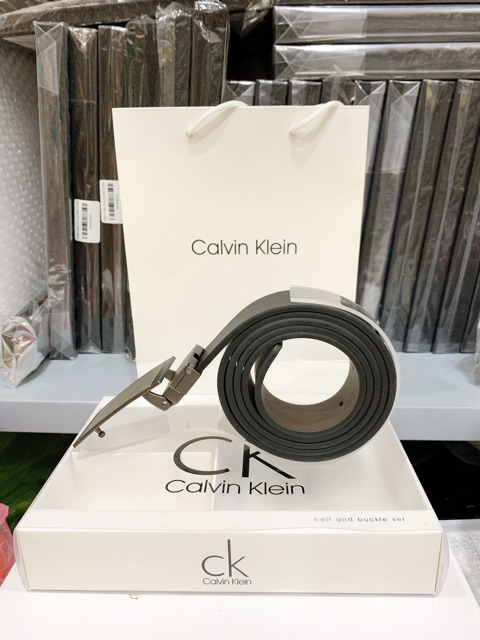 Calvin Klein
CK
Calvin Klein
belt and buckle set
ck
Calvin Klein